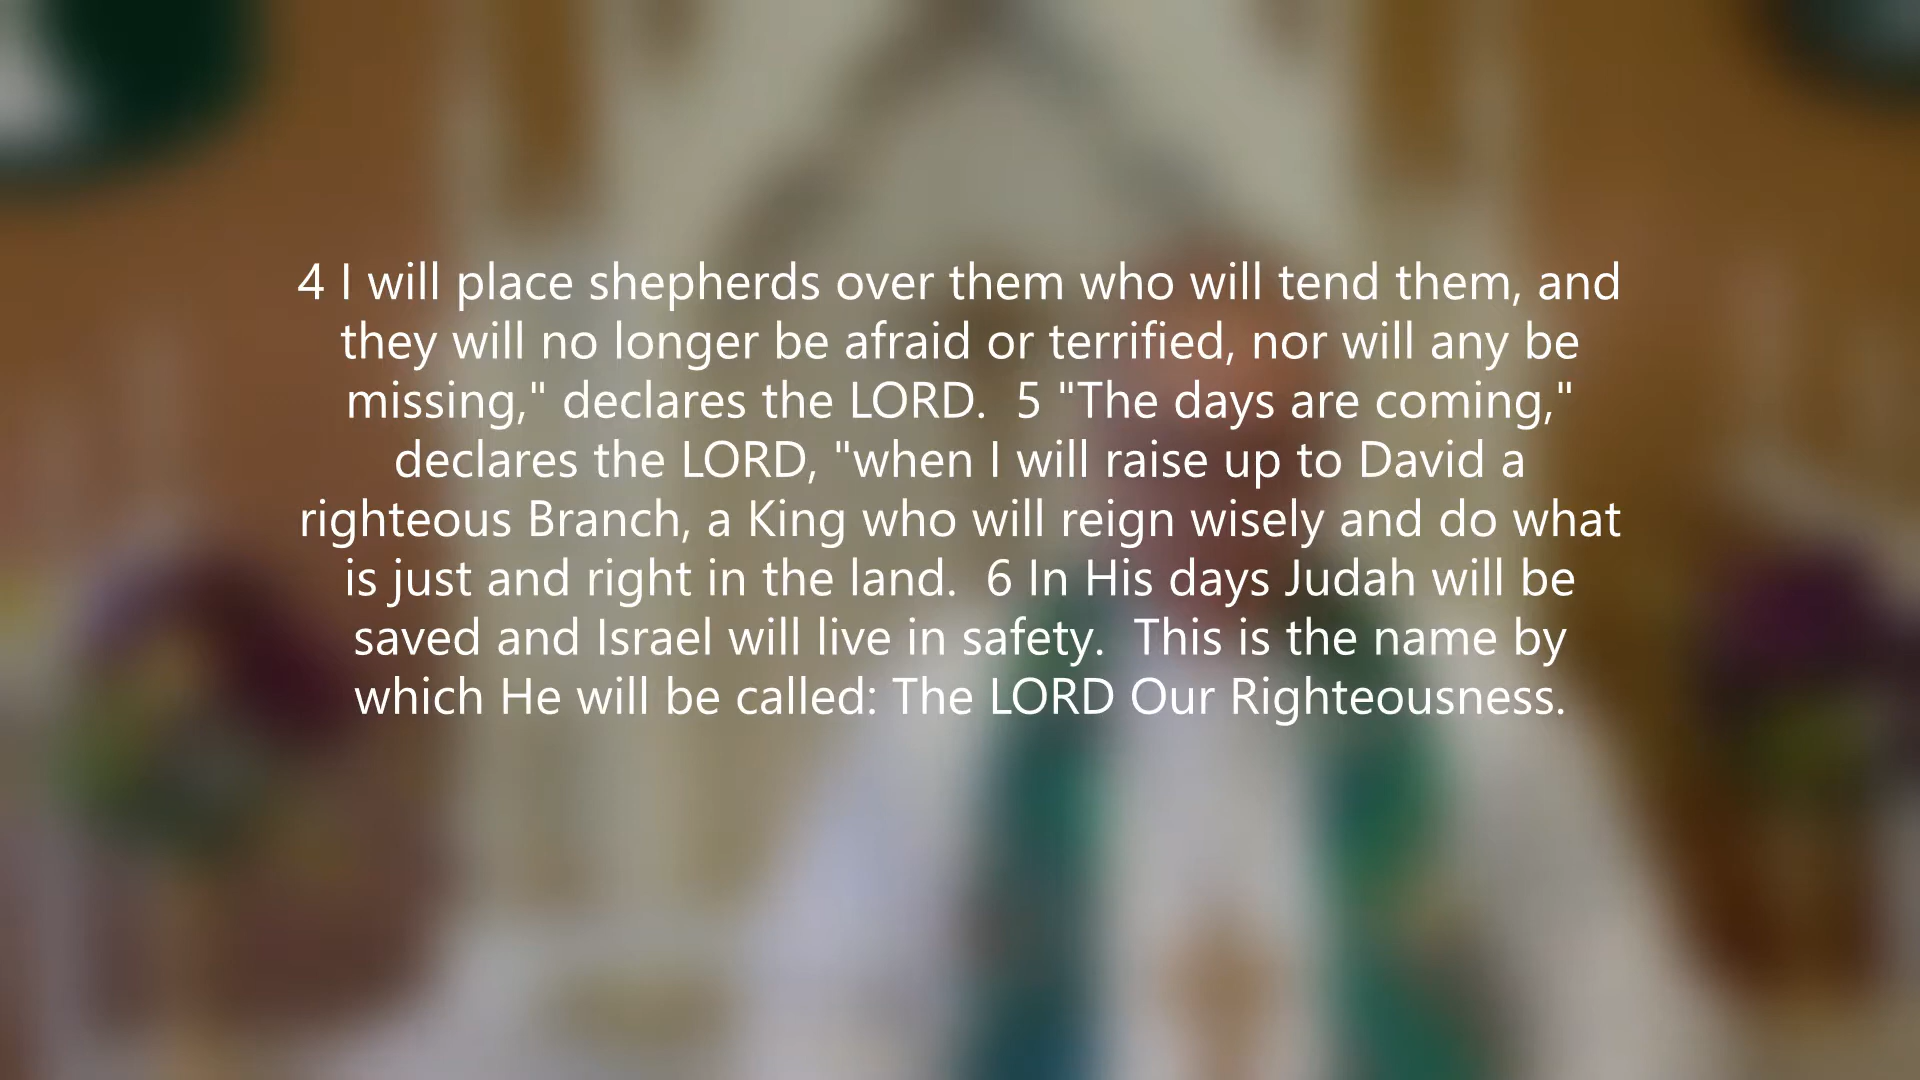 4 I will place shepherds over them who will tend them, and
they will no longer be afraid or terrified, nor will any be
missing," declares the LORD.  5 "The days are coming,"
declares the LORD, "when I will raise up to David a
righteous Branch, a King who will reign wisely and do what
is just and right in the land.  6 In His days Judah will be
saved and Israel will live in safety.  This is the name by
which He will be called: The LORD Our Righteousness.